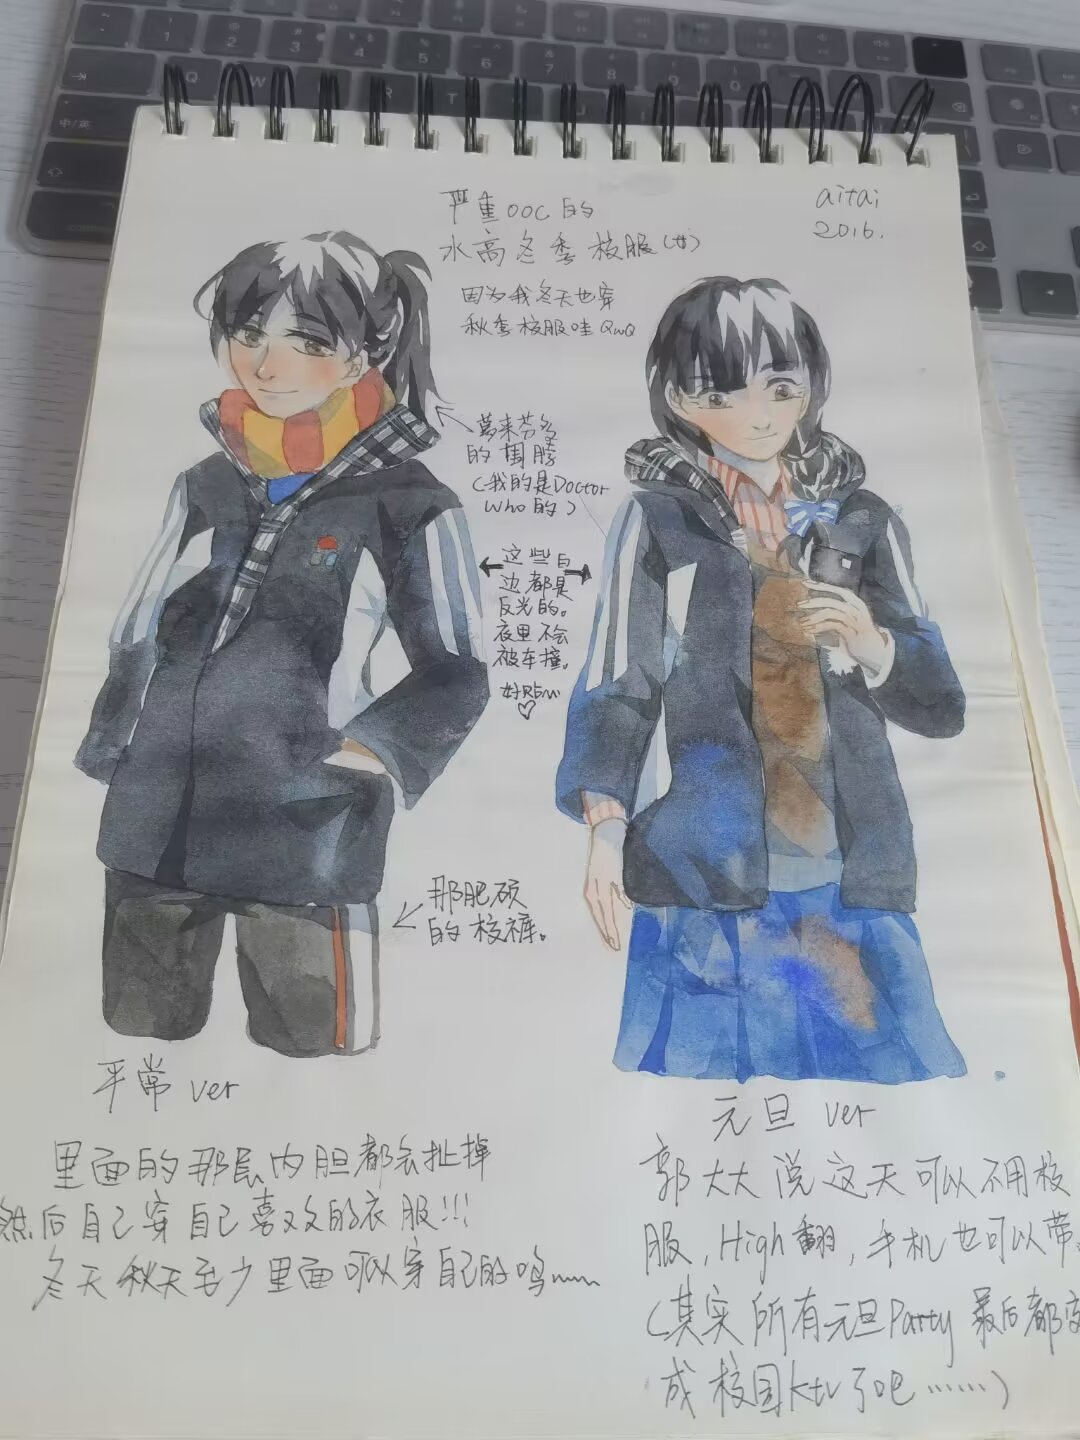 严重OOC的
水高冬季校服(女)
aitai
2016.
因为我冬天也穿
秋季校服哇QwQ
葛来芬多
的围脖
(我的是Doctor
Who的)
这些白
边都是
反光的。
夜里不会
被车撞。
那肥硕
的校裤。
平常 ver
里面的那层内胆都会扯掉
然后自己穿自己喜欢的衣服!!!
冬天秋天至少里面可以穿自己的呜~~
元旦 ver
郭大大说这天可以不用校
服,High翻,手机也可以带.
(其实所有元旦Party最后都变
成校园ktv了吧……)